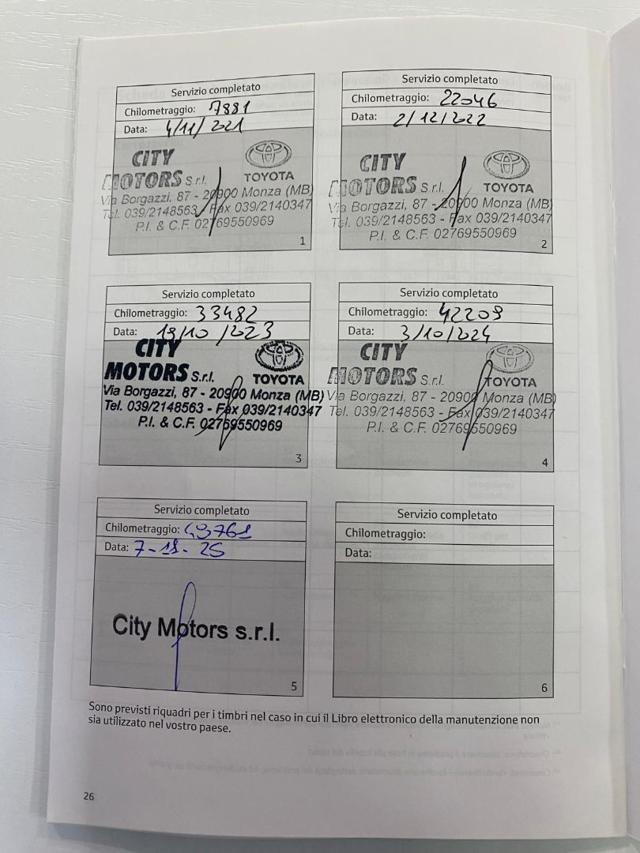 Servizio completato
Chilometraggio: 7881
Data: 4/11/2021
CITY
MOTORS S.r.l.
TOYOTA
Via Borgazzi, 87 - 20900 Monza (MB)
Tel. 039/2148563 - Fax 039/2140347
P.I. & C.F. 02769550969
1
Servizio completato
Chilometraggio: 22046
Data: 2/12/2022
CITY
MOTORS S.r.l.
TOYOTA
Via Borgazzi, 87 - 20900 Monza (MB)
Tel. 039/2148563 - Fax 039/2140347
P.I. & C.F. 02769550969
2
Servizio completato
Chilometraggio: 33482
Data: 19/10/2023
CITY
MOTORS S.r.l.
TOYOTA
Via Borgazzi, 87 - 20900 Monza (MB)
Tel. 039/2148563 - Fax 039/2140347
P.I. & C.F. 02769550969
3
Servizio completato
Chilometraggio: 42209
Data: 3/10/2024
CITY
MOTORS S.r.l.
TOYOTA
Via Borgazzi, 87 - 20900 Monza (MB)
Tel. 039/2148563 - Fax 039/2140347
P.I. & C.F. 02769550969
4
Servizio completato
Chilometraggio: 49761
Data:
City Motors s.r.l.
5
Servizio completato
Chilometraggio:
Data:
6
Sono previsti riquadri per i timbri nel caso in cui il Libro elettronico della manutenzione non
sia utilizzato nel vostro paese.
26